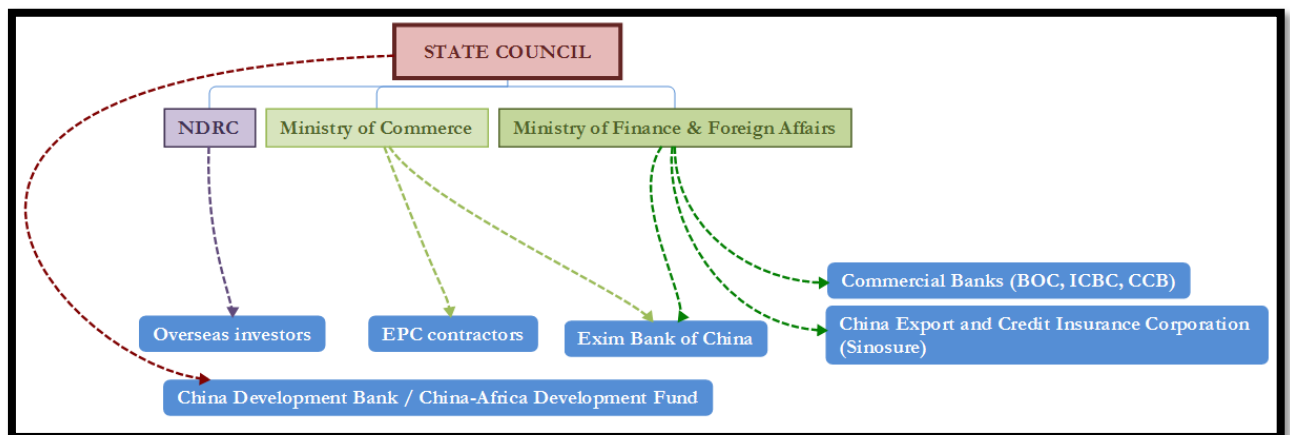 STATE COUNCIL
NDRC
Ministry of Commerce
Ministry of Finance & Foreign Affairs
Commercial Banks (BOC, ICBC, CCB)
China Export and Credit Insurance Corporation
(Sinosure)
Overseas investors
EPC contractors
Exim Bank of China
China Development Bank / China-Africa Development Fund